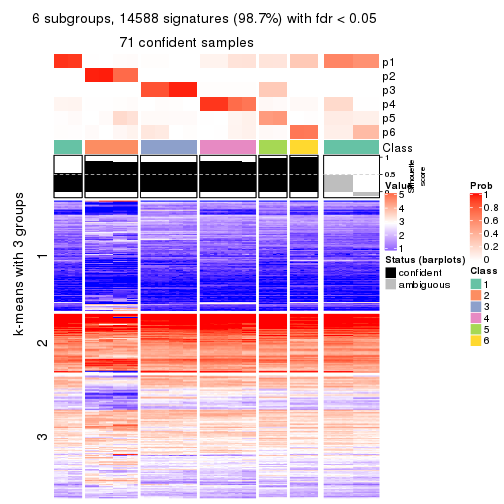 6 subgroups, 14588 signatures (98.7%) with fdr < 0.05
71 confident samples
p1
p2
p3
p4
p5
p6
Class
1
0.5
0
Silhouette
score
k-means with 3 groups
1
2
3
Value
5
4
3
2
1
Status (barplots)
confident
ambiguous
Prob
1
0.8
0.6
0.4
0.2
0
Class
1
2
3
4
5
6